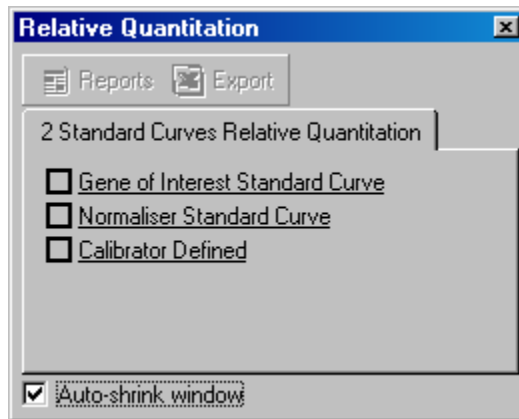 Relative Quantitation
Reports Export
2 Standard Curves Relative Quantitation
Gene of Interest Standard Curve
Normaliser Standard Curve
Calibrator Defined
Auto-shrink window